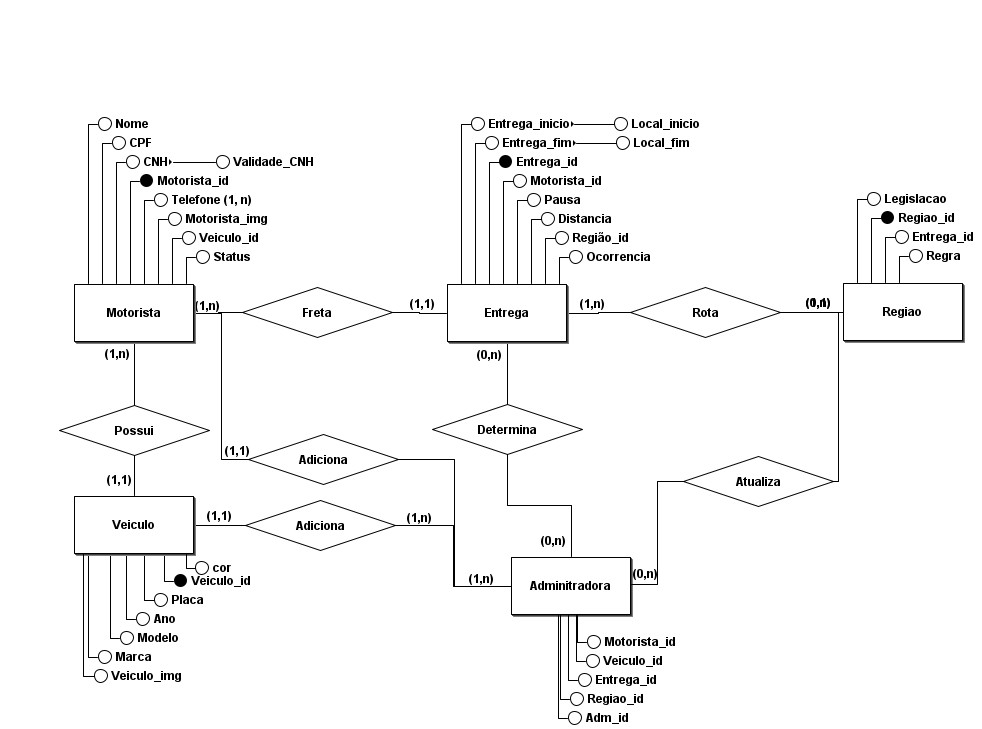 Nome
CPF
CNH
Validade_CNH
Motorista_id
Telefone (1, n)
Motorista_img
Veiculo_id
Status
Entrega_inicio
Local_inicio
Entrega_fim
Local_fim
Entrega_id
Motorista_id
Pausa
Distancia
Região_id
Ocorrencia
Legislacao
Regiao_id
Entrega_id
Regra
Motorista
(1,n)
Freta
(1,1)
Entrega
(1,n)
Rota
Regiao
(1,n)
(0,n)
Possui
Determina
(1,1)
Adiciona
(1,1)
Atualiza
Veiculo
(1,1)
Adiciona
(1,n)
(0,n)
(1,n)
Adminitradora
(0,n)
cor
Veiculo_id
Placa
Ano
Modelo
Marca
Veiculo_img
Motorista_id
Veiculo_id
Entrega_id
Regiao_id
Adm_id